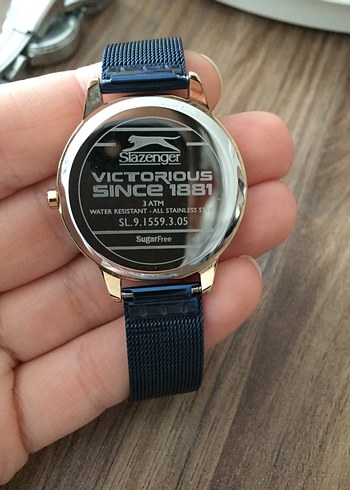 Slazenger
VICTORIOUS
SINCE 1881
3 ATM
WATER RESISTANT - ALL STAINLESS
SL.9.1559.3.05
SugarFree